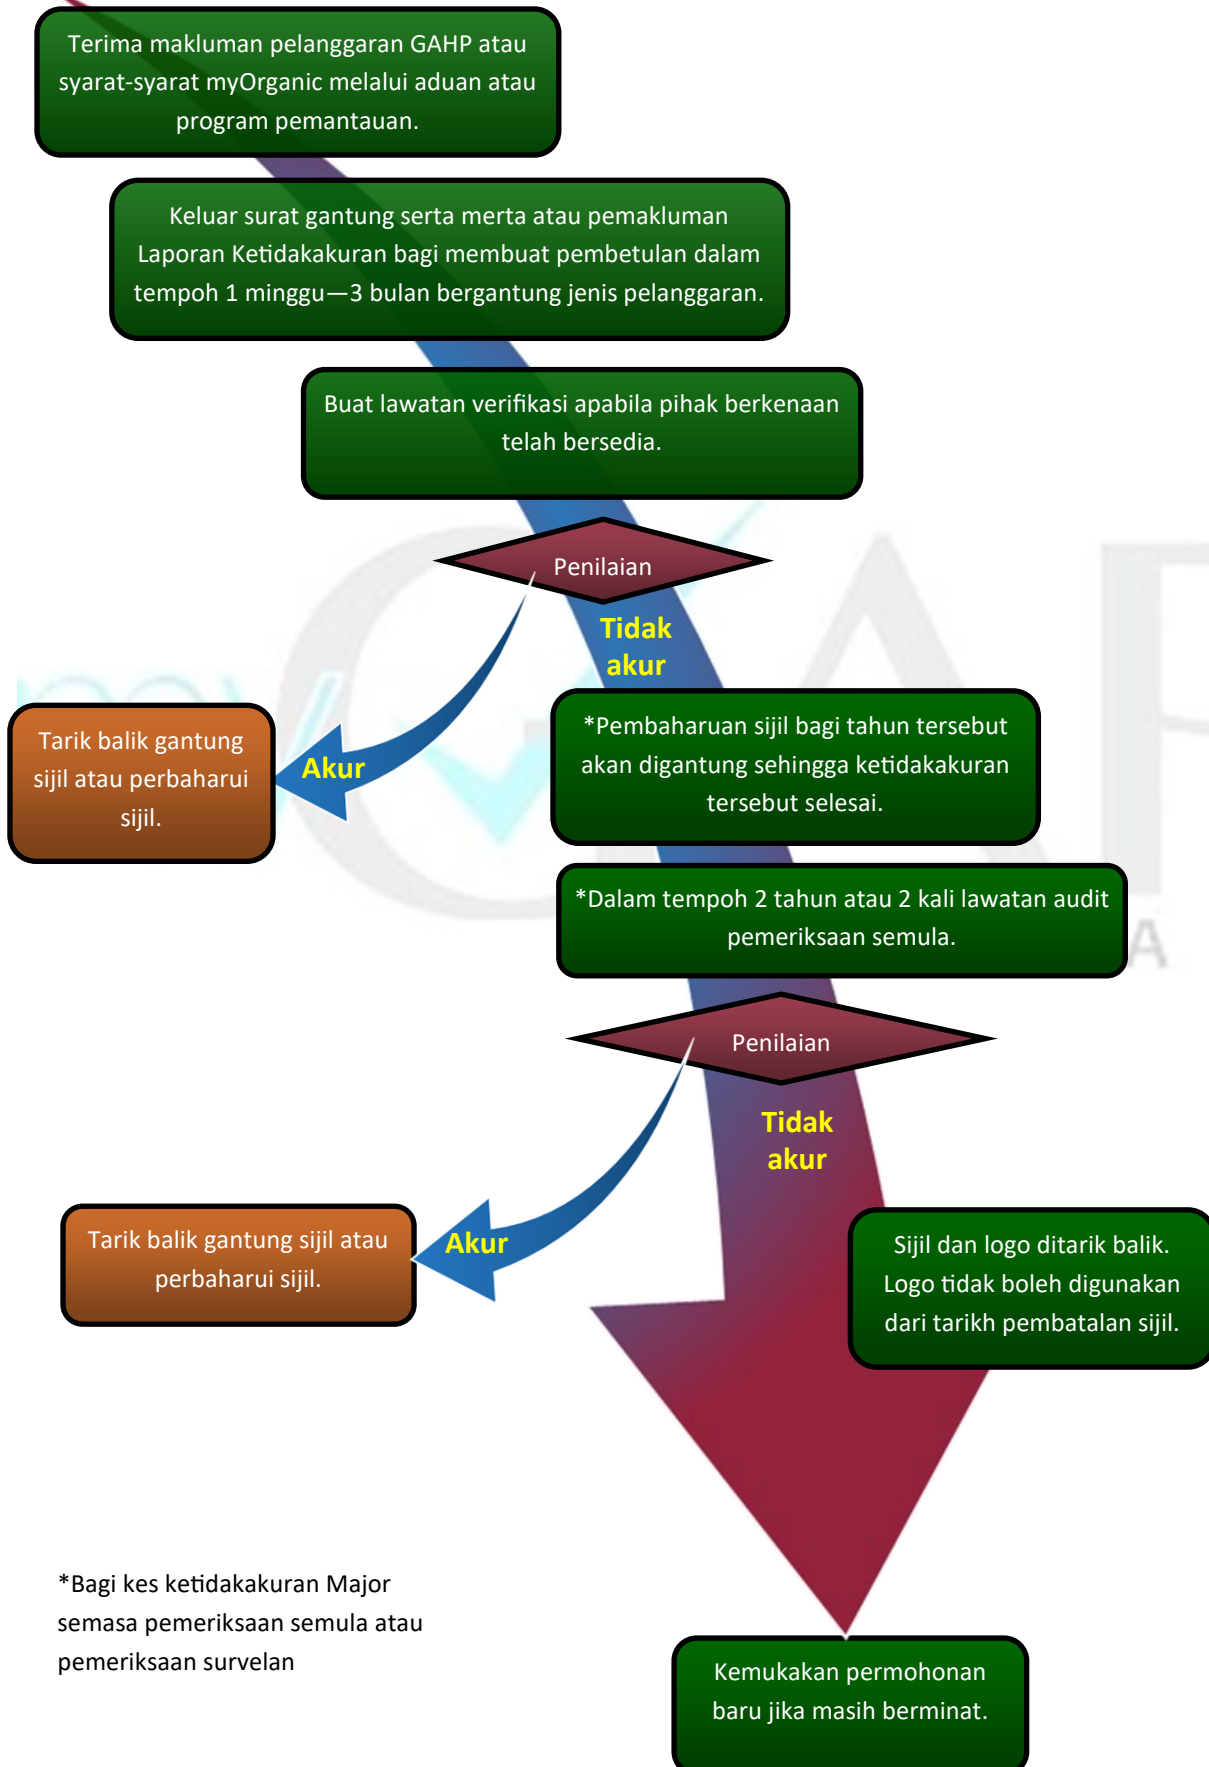 Terima makluman pelanggaran GAHP atau
syarat-syarat myOrganic melalui aduan atau
program pemantauan.
Keluar surat gantung serta merta atau pemakluman
Laporan Ketidakakuran bagi membuat pembetulan dalam
tempoh 1 minggu—3 bulan bergantung jenis pelanggaran.
Buat lawatan verifikasi apabila pihak berkenaan
telah bersedia.
Penilaian
Tidak
akur
Akur
Tarik balik gantung
sijil atau perbaharui
sijil.
*Pembaharuan sijil bagi tahun tersebut
akan digantung sehingga ketidakakuran
tersebut selesai.
*Dalam tempoh 2 tahun atau 2 kali lawatan audit
pemeriksaan semula.
Penilaian
Tidak
akur
Akur
Tarik balik gantung sijil atau
perbaharui sijil.
Sijil dan logo ditarik balik.
Logo tidak boleh digunakan
dari tarikh pembatalan sijil.
*Bagi kes ketidakakuran Major
semasa pemeriksaan semula atau
pemeriksaan survelan
Kemukakan permohonan
baru jika masih berminat.